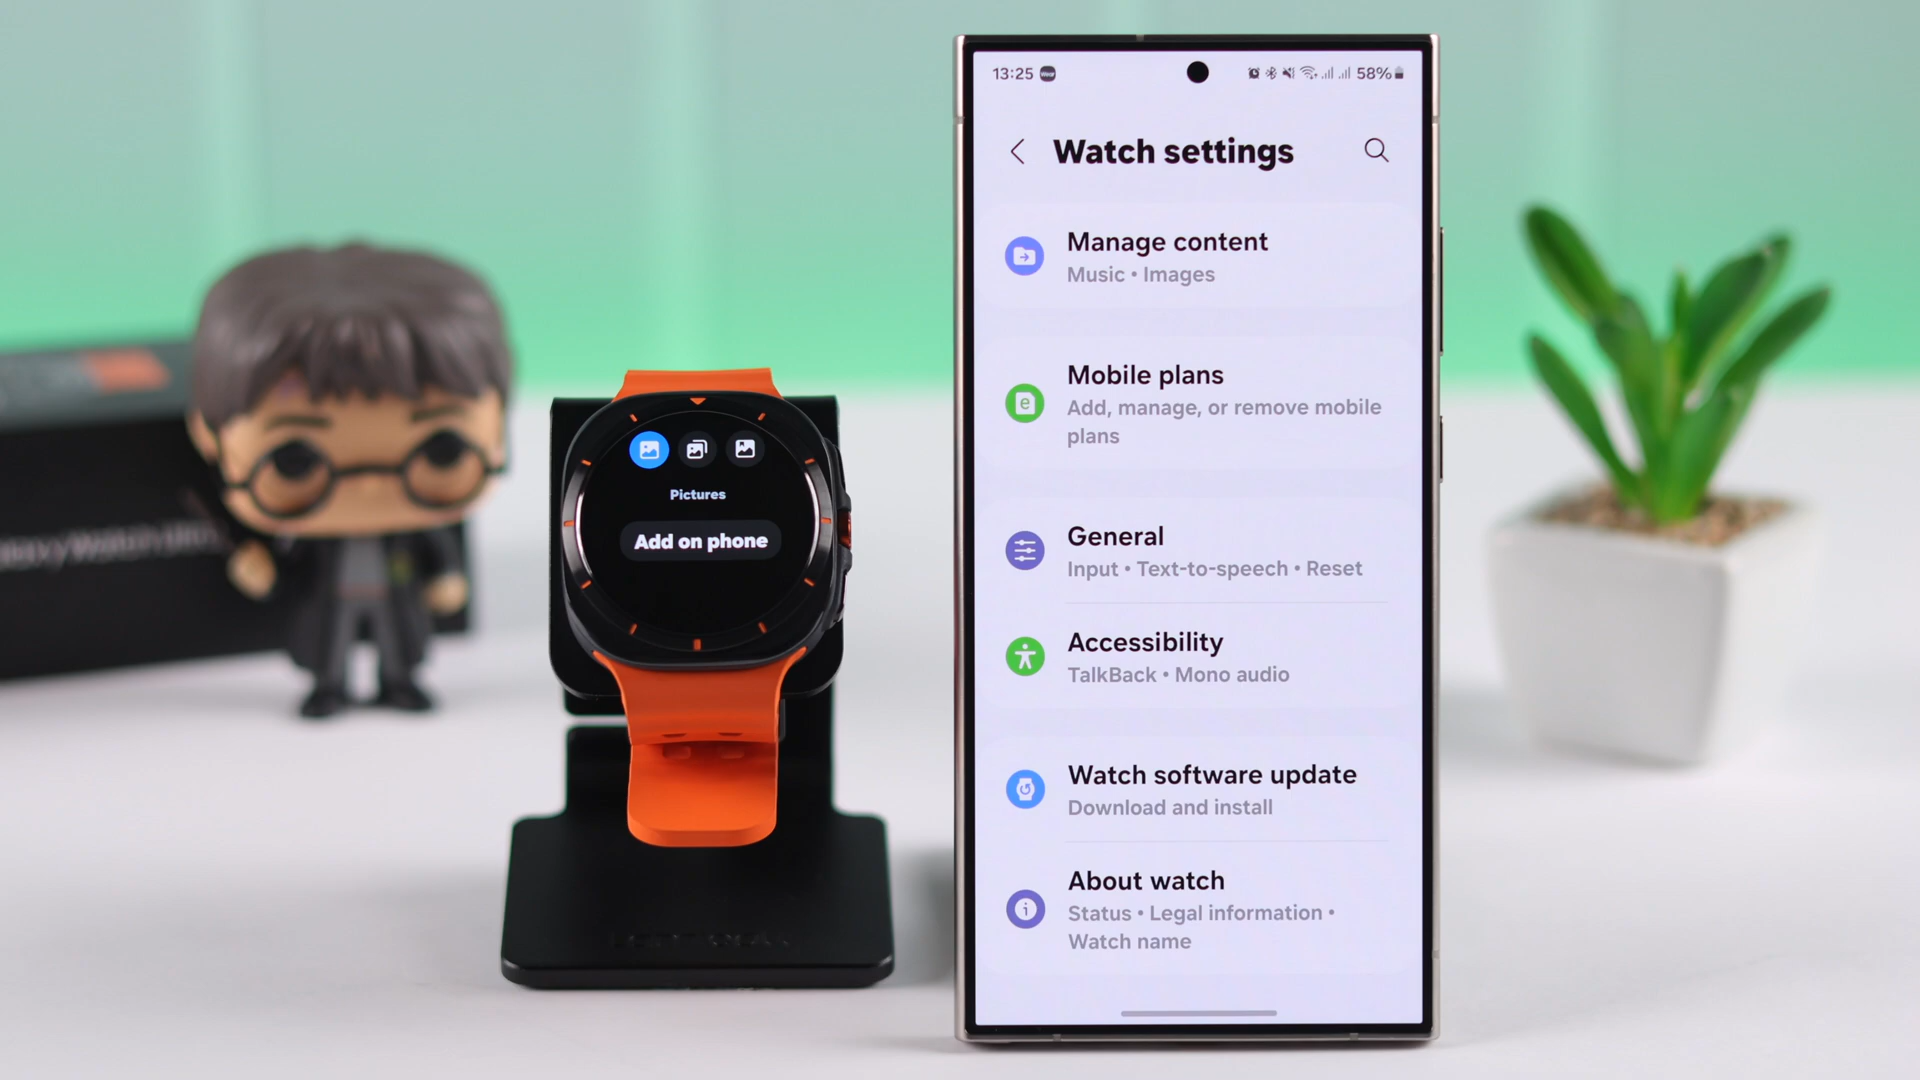 Pictures
Add on phone
13:25
58%
Watch settings
Manage content
Music • Images
Mobile plans
Add, manage, or remove mobile
plans
General
Input • Text-to-speech • Reset
Accessibility
TalkBack • Mono audio
Watch software update
Download and install
About watch
Status • Legal information •
Watch name